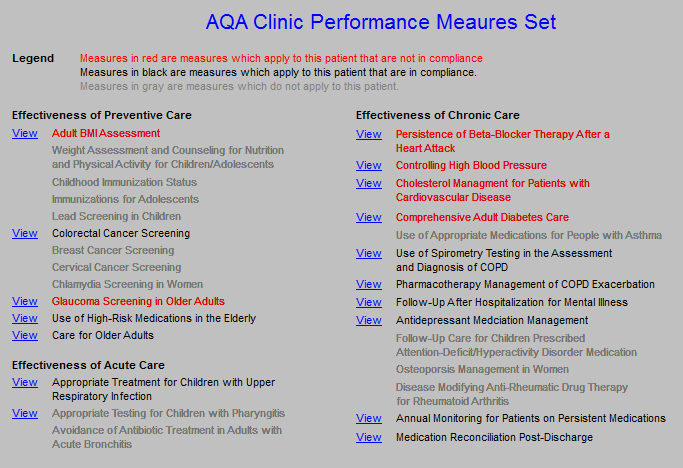 AQA Clinic Performance Meaures Set
Legend
Measures in red are measures which apply to this patient that are not in compliance
Measures in black are measures which apply to this patient that are in compliance.
Measures in gray are measures which do not apply to this patient.
Effectiveness of Preventive Care
View Adult BMI Assessment
Weight Assessment and Counseling for Nutrition
and Physical Activity for Children/Adolescents
Childhood Immunization Status
Immunizations for Adolescents
Lead Screening in Children
View Colorectal Cancer Screening
Breast Cancer Screening
Cervical Cancer Screening
Chlamydia Screening in Women
View Glaucoma Screening in Older Adults
View Use of High-Risk Medications in the Elderly
View Care for Older Adults
Effectiveness of Acute Care
View Appropriate Treatment for Children with Upper
Respiratory Infection
View Appropriate Testing for Children with Pharyngitis
Avoidance of Antibiotic Treatment in Adults with
Acute Bronchitis
Effectiveness of Chronic Care
View Persistence of Beta-Blocker Therapy After a
Heart Attack
View Controlling High Blood Pressure
View Cholesterol Managment for Patients with
Cardiovascular Disease
View Comprehensive Adult Diabetes Care
Use of Appropriate Medications for People with Asthma
View Use of Spirometry Testing in the Assessment
and Diagnosis of COPD
View Pharmacotherapy Management of COPD Exacerbation
View Follow-Up After Hospitalization for Mental Illness
View Antidepressant Medciation Management
Follow-Up Care for Children Prescribed
Attention-Deficit/Hyperactivity Disorder Medication
Osteoporsis Management in Women
Disease Modifying Anti-Rheumatic Drug Therapy
for Rheumatoid Arthritis
View Annual Monitoring for Patients on Persistent Medications
View Medication Reconciliation Post-Discharge